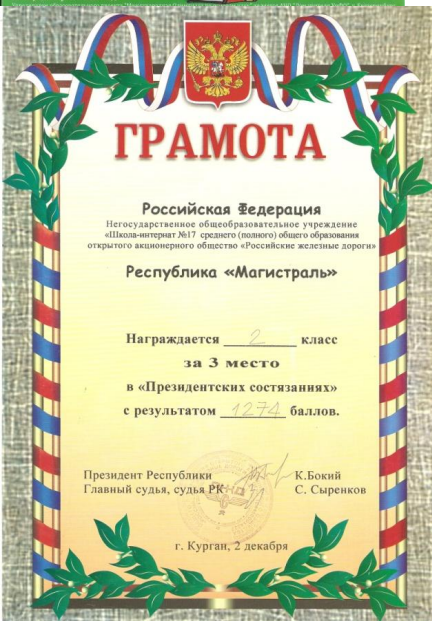 ГРАМОТА
Российская Федерация
Негосударственное общеобразовательное учреждение
«Школа-интернат №17 среднего (полного) общего образования
открытого акционерного общество «Российские железные дороги»
Республика «Магистраль»
Награждается 2 класс
за 3 место
в «Президентских состязаниях»
с результатом 1274 баллов.
Президент Республики К.Бокий
Главный судья, судья РК С. Сыренков
г. Курган, 2 декабря